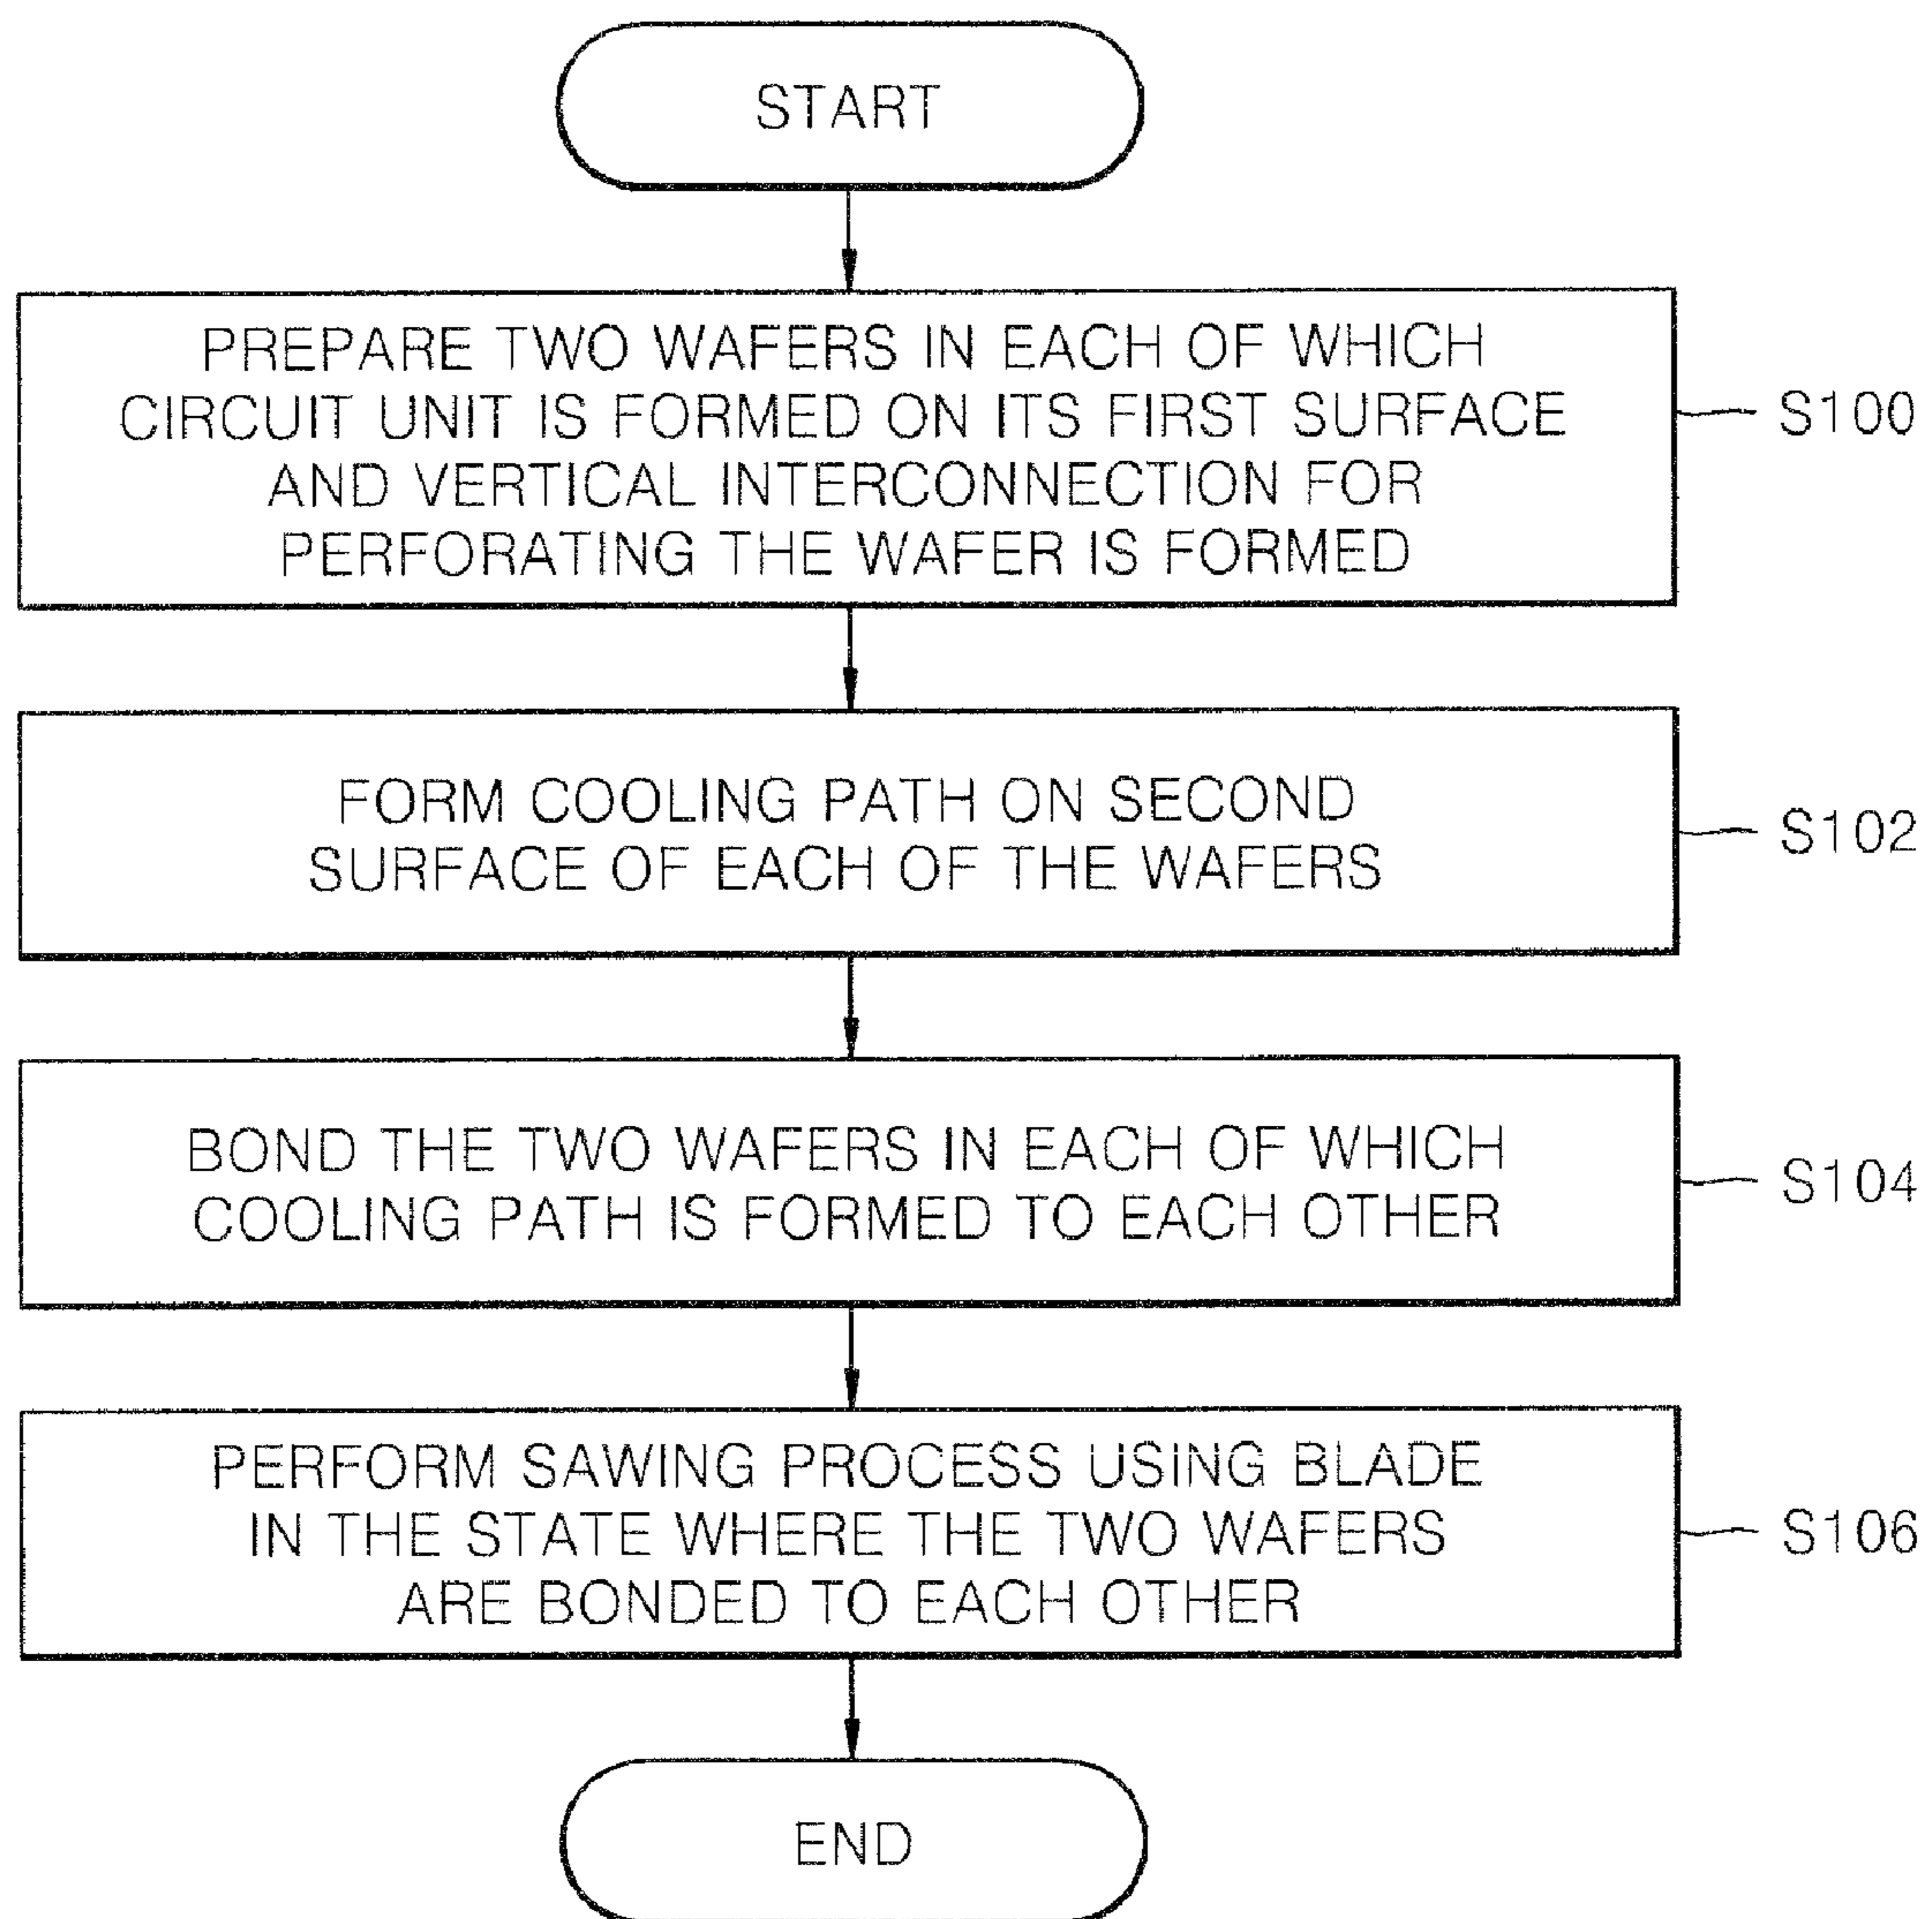 START
PREPARE TWO WAFERS IN EACH OF WHICH
CIRCUIT UNIT IS FORMED ON ITS FIRST SURFACE
AND VERTICAL INTERCONNECTION FOR
PERFORATING THE WAFER IS FORMED
S100
FORM COOLING PATH ON SECOND
SURFACE OF EACH OF THE WAFERS
S102
BOND THE TWO WAFERS IN EACH OF WHICH
COOLING PATH IS FORMED TO EACH OTHER
S104
PERFORM SAWING PROCESS USING BLADE
IN THE STATE WHERE THE TWO WAFERS
ARE BONDED TO EACH OTHER
S106
END